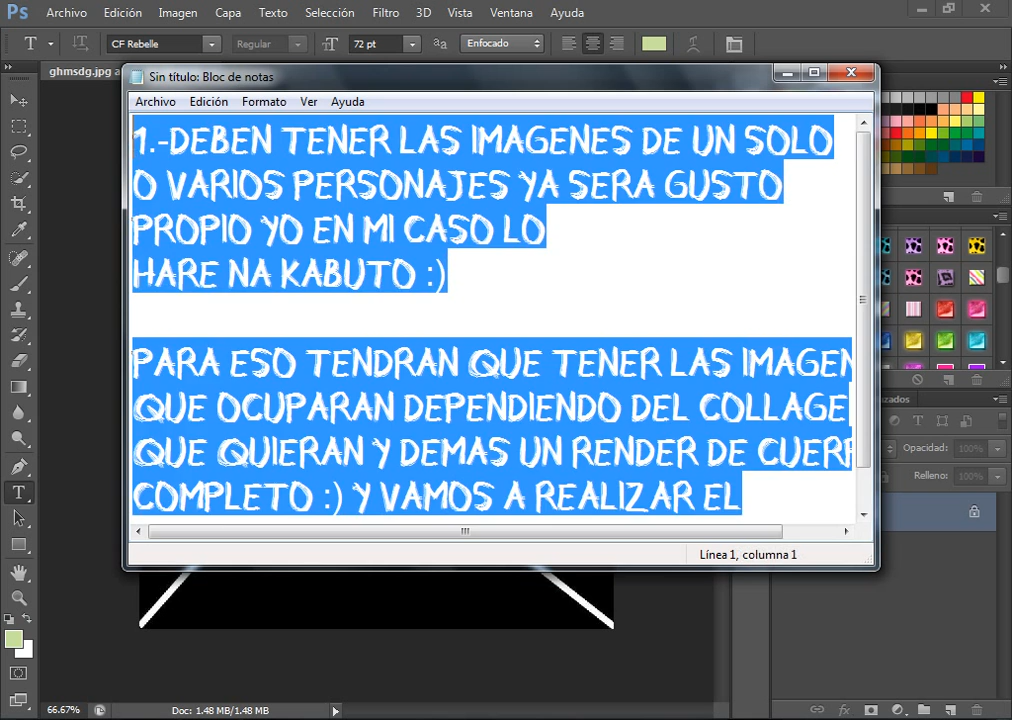 Ps Archivo Edición Imagen Capa Texto Selección Filtro 3D Vista Ventana Ayuda
T CF Rebelle Regular 72 pt Enfocado
ghmsdg.jpg a
Sin título: Bloc de notas
Archivo Edición Formato Ver Ayuda
1.-DEBEN TENER LAS IMAGENES DE UN SOLO
O VARIOS PERSONAJES YA SERA GUSTO
PROPIO YO EN MI CASO LO
HARE NA KABUTO :)
PARA ESO TENDRAN QUE TENER LAS IMAGEN
QUE OCUPARAN DEPENDIENDO DEL COLLAGE
QUE QUIERAN Y DEMAS UN RENDER DE CUERP
COMPLETO :) Y VAMOS A REALIZAR EL
Línea 1, columna 1
Opacidad: 100%
Relleno: 100%
66.67% Doc: 1.48 MB/1.48 MB